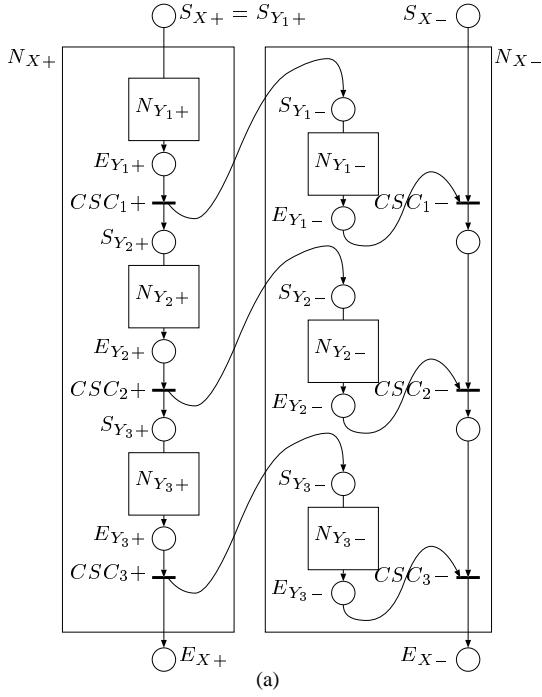 S_{X+} = S_{Y_1+}
S_{X-}
N_{X+}
N_{X-}
N_{Y_1+}
S_{Y_1-}
E_{Y_1+}
N_{Y_1-}
CSC_1+
CSC_1-
E_{Y_1-}
S_{Y_2+}
N_{Y_2+}
S_{Y_2-}
E_{Y_2+}
N_{Y_2-}
CSC_2+
CSC_2-
E_{Y_2-}
S_{Y_3+}
N_{Y_3+}
S_{Y_3-}
E_{Y_3+}
N_{Y_3-}
CSC_3+
CSC_3-
E_{Y_3-}
E_{X+}
E_{X-}
(a)